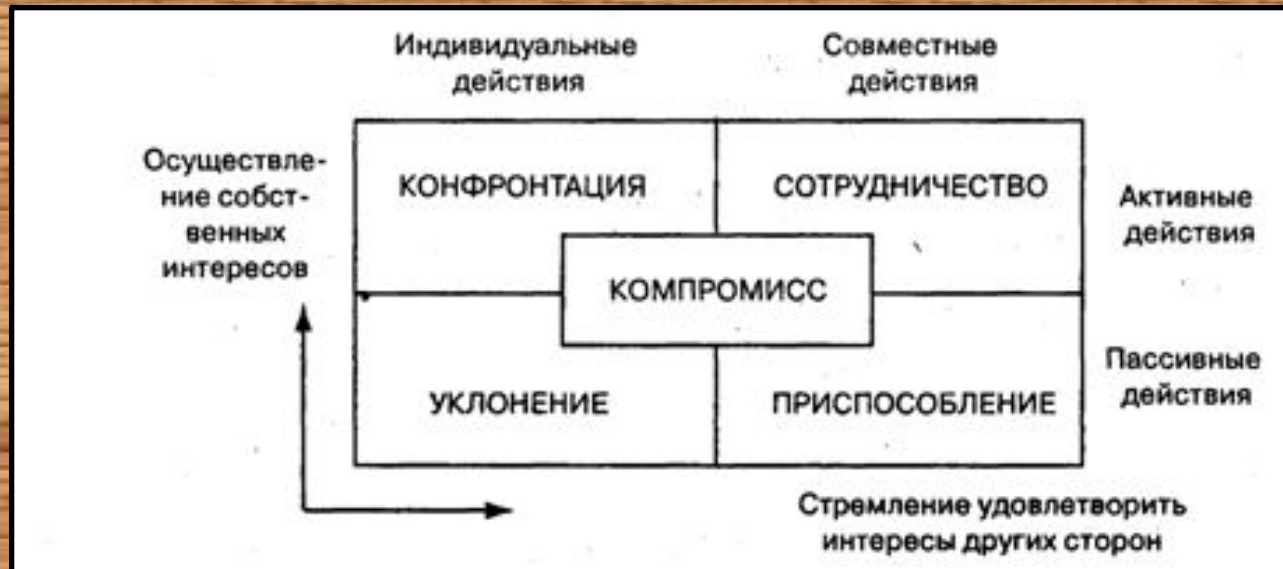 Индивидуальные
действия
Совместные
действия
Осуществле-
ние собст-
венных
интересов
КОНФРОНТАЦИЯ
СОТРУДНИЧЕСТВО
Активные
действия
КОМПРОМИСС
УКЛОНЕНИЕ
ПРИСПОСОБЛЕНИЕ
Пассивные
действия
Стремление удовлетворить
интересы других сторон